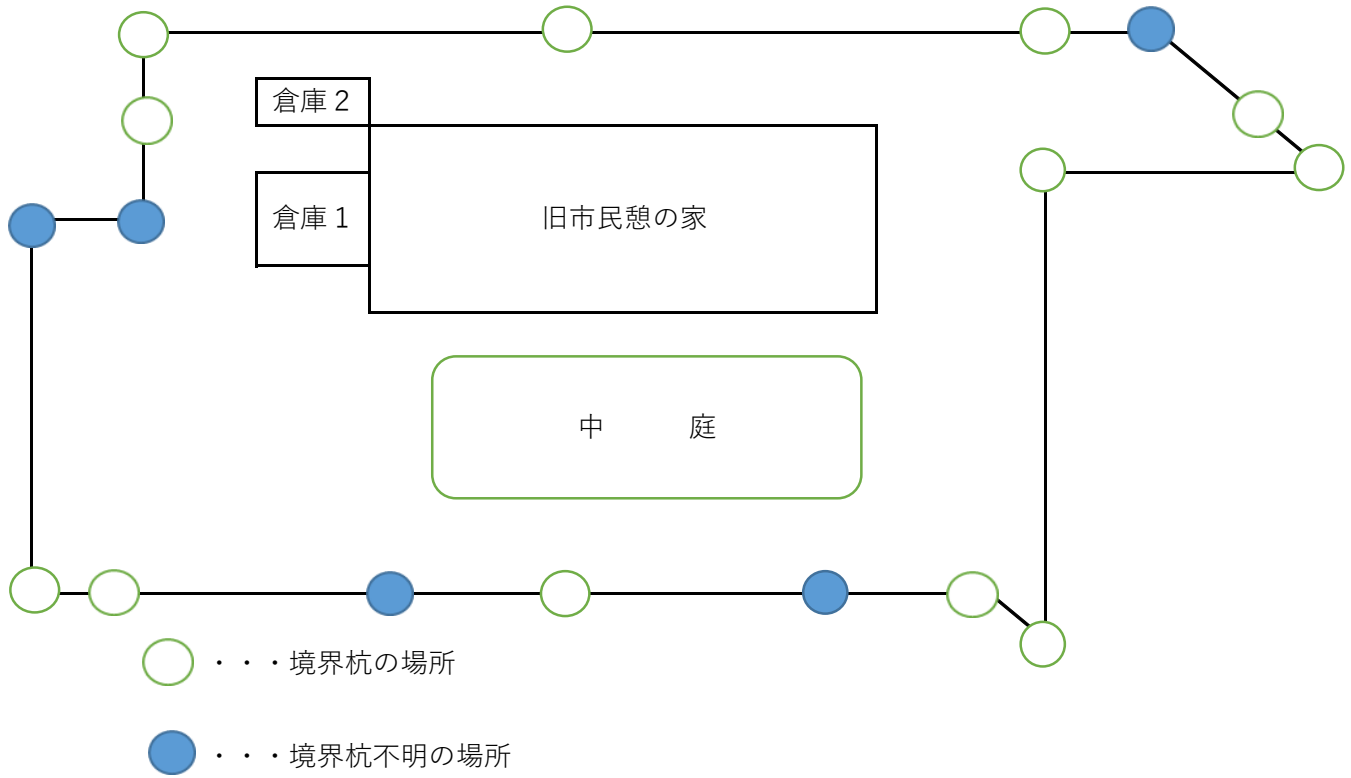 倉庫２
倉庫１
旧市民憩の家
中　　　庭
・・・境界杭の場所
・・・境界杭不明の場所